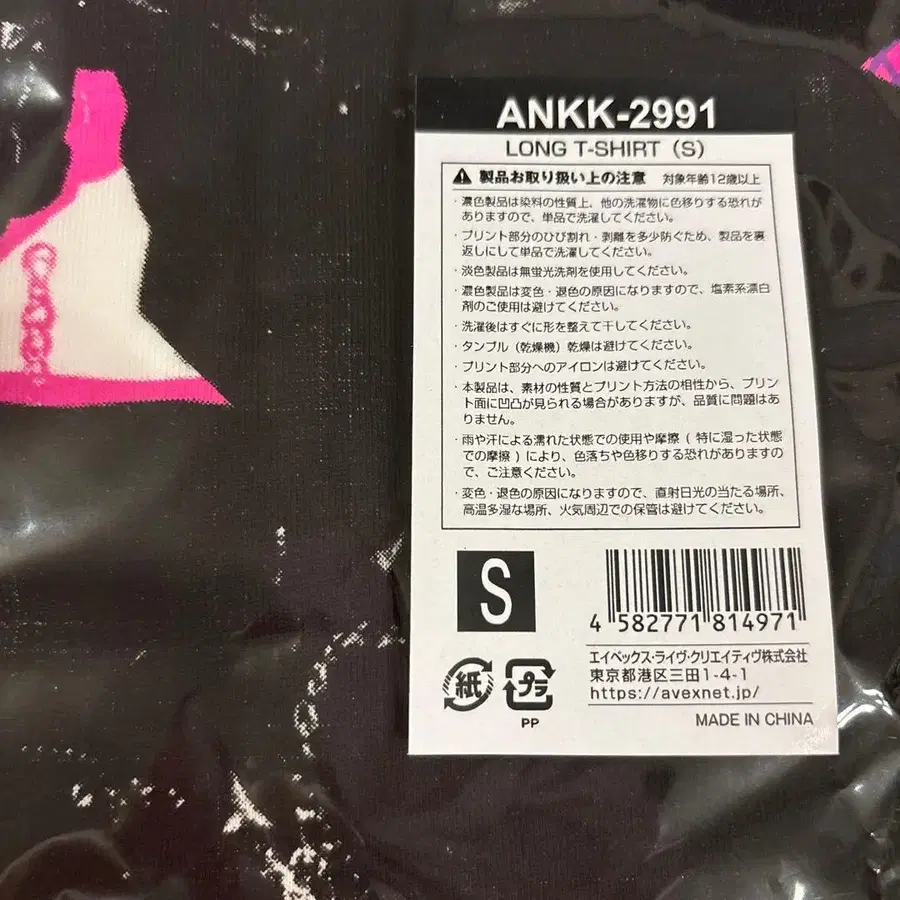 ANKK-2991
LONG T-SHIRT (S)
製品お取り扱い上の注意 対象年齢12歳以上
・濃色製品は染料の性質上、他の洗濯物に色移りする恐れが
ありますので、単品で洗濯してください。
・プリント部分のひび割れ・剥離を多少防ぐため、製品を裏
返しにして単品で洗濯してください。
・淡色製品は無蛍光洗剤を使用してください。
・濃色製品は変色・退色の原因になりますので、塩素系漂白
剤のご使用は避けてください。
・洗濯後はすぐに形を整えて干してください。
・タンブル（乾燥機）乾燥は避けてください。
・プリント部分へのアイロンは避けてください。
・本製品は、素材の性質とプリント方法の相性から、プリン
ト面に凹凸が見られる場合がありますが、品質に問題はあ
りません。
・雨や汗による濡れた状態での使用や摩擦（特に湿った状態
での摩擦）により、色落ちや色移りする恐れがありますの
で、ご注意ください。
・変色・退色の原因になりますので、直射日光の当たる場所、
高温多湿な場所、火気周辺での保管は避けてください。
S
4 582771 814971
エイベックス・ライヴ・クリエイティヴ株式会社
東京都港区三田1-4-1
https://avexnet.jp/
紙 プラ
PP
MADE IN CHINA